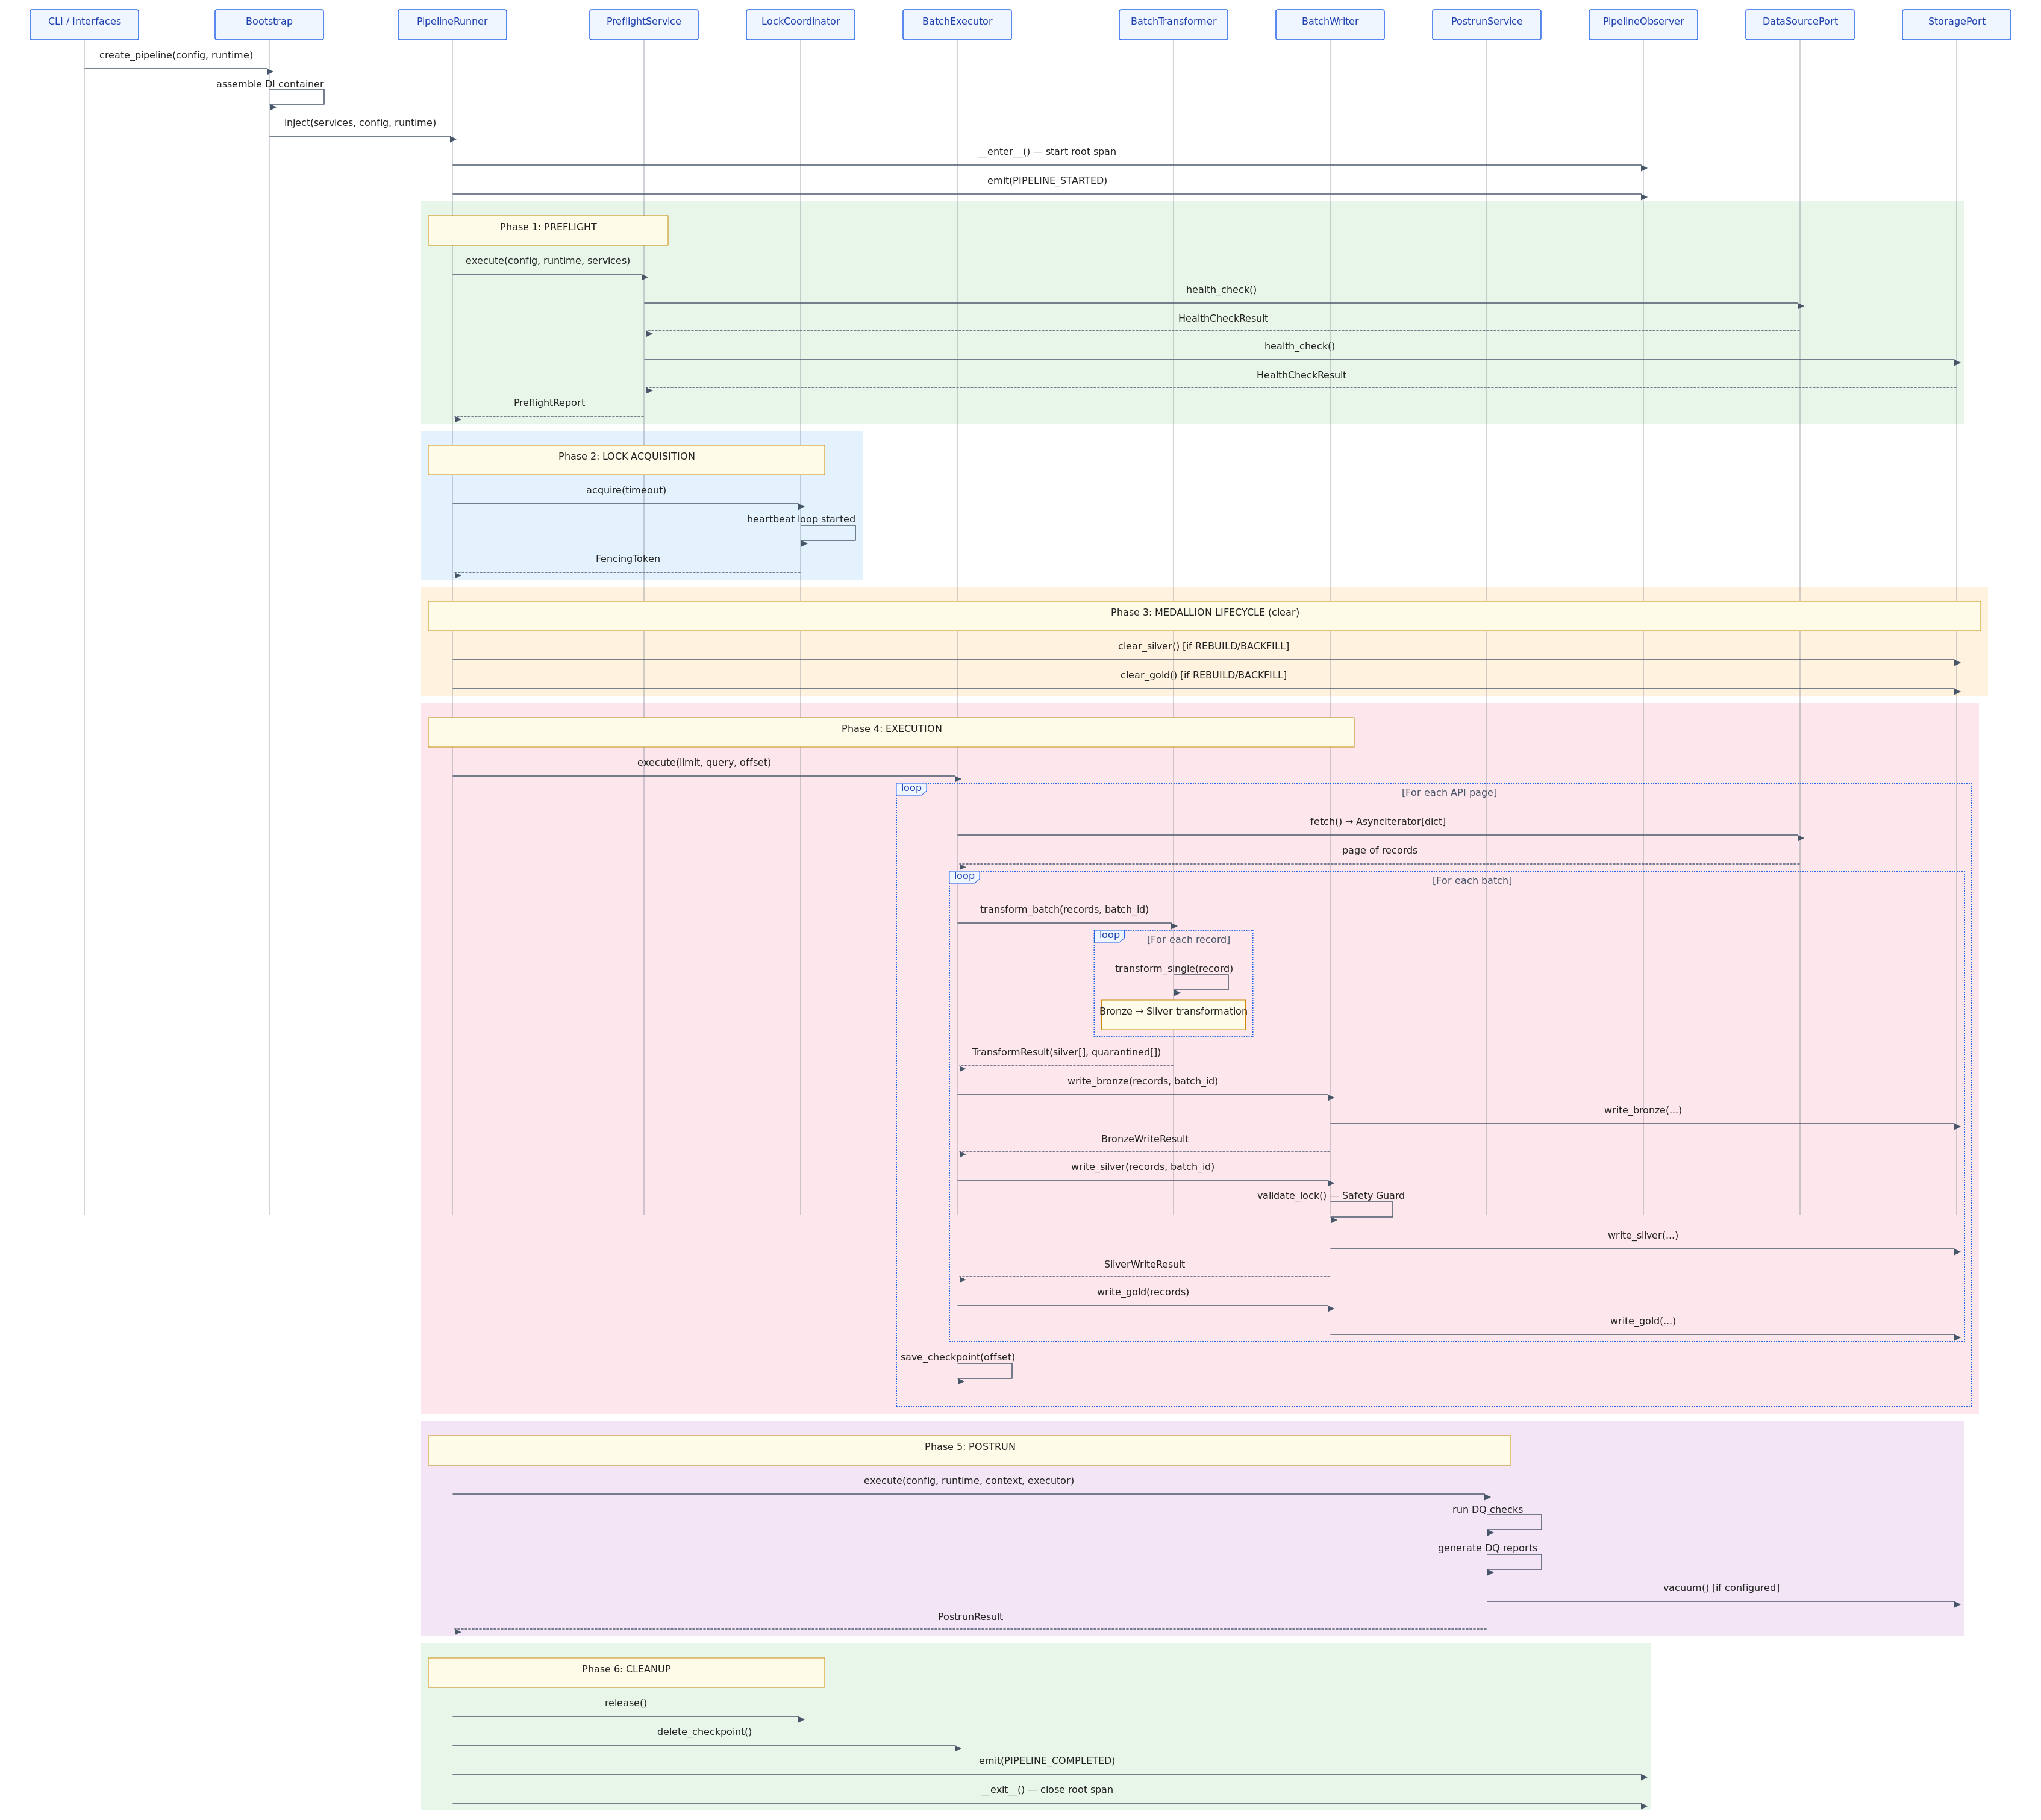 CLI / Interfaces
Bootstrap
PipelineRunner
PreflightService
LockCoordinator
BatchExecutor
BatchTransformer
BatchWriter
PostrunService
PipelineObserver
DataSourcePort
StoragePort
create_pipeline(config, runtime)
assemble DI container
inject(services, config, runtime)
__enter__() — start root span
emit(PIPELINE_STARTED)
Phase 1: PREFLIGHT
execute(config, runtime, services)
health_check()
HealthCheckResult
health_check()
HealthCheckResult
PreflightReport
Phase 2: LOCK ACQUISITION
acquire(timeout)
heartbeat loop started
FencingToken
Phase 3: MEDALLION LIFECYCLE (clear)
clear_silver() [if REBUILD/BACKFILL]
clear_gold() [if REBUILD/BACKFILL]
Phase 4: EXECUTION
execute(limit, query, offset)
loop
[For each API page]
fetch() → AsyncIterator[dict]
page of records
loop
[For each batch]
transform_batch(records, batch_id)
loop
[For each record]
transform_single(record)
Bronze → Silver transformation
TransformResult(silver[], quarantined[])
write_bronze(records, batch_id)
write_bronze(...)
BronzeWriteResult
write_silver(records, batch_id)
validate_lock() — Safety Guard
write_silver(...)
SilverWriteResult
write_gold(records)
write_gold(...)
save_checkpoint(offset)
Phase 5: POSTRUN
execute(config, runtime, context, executor)
run DQ checks
generate DQ reports
vacuum() [if configured]
PostrunResult
Phase 6: CLEANUP
release()
delete_checkpoint()
emit(PIPELINE_COMPLETED)
__exit__() — close root span